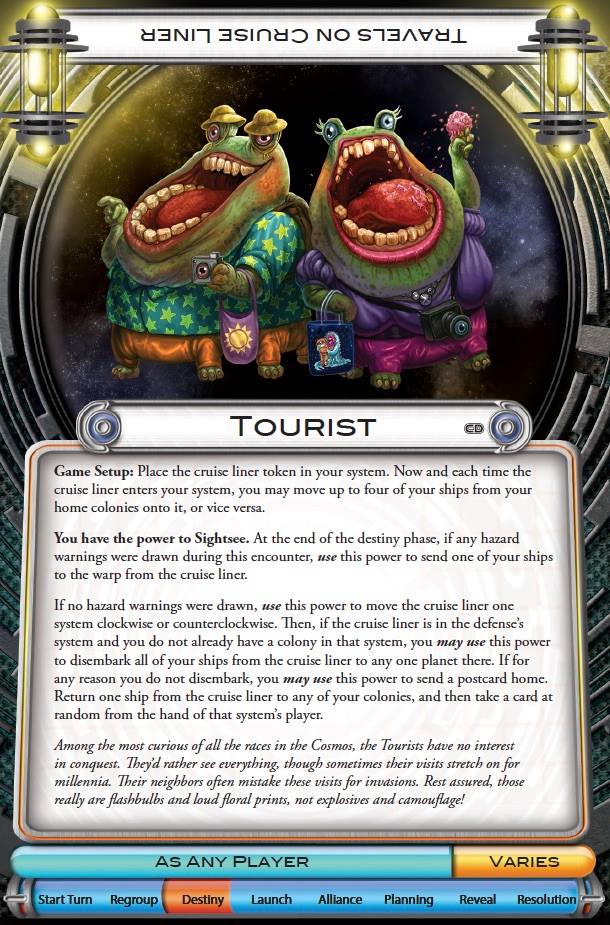 TRAVELS ON CRUISE LINER
TOURIST
CD
Game Setup: Place the cruise liner token in your system. Now and each time the
cruise liner enters your system, you may move up to four of your ships from your
home colonies onto it, or vice versa.
You have the power to Sightsee. At the end of the destiny phase, if any hazard
warnings were drawn during this encounter, use this power to send one of your ships
to the warp from the cruise liner.
If no hazard warnings were drawn, use this power to move the cruise liner one
system clockwise or counterclockwise. Then, if the cruise liner is in the defense's
system and you do not already have a colony in that system, you may use this power
to disembark all of your ships from the cruise liner to any one planet there. If for
any reason you do not disembark, you may use this power to send a postcard home.
Return one ship from the cruise liner to any of your colonies, and then take a card at
random from the hand of that system's player.
Among the most curious of all the races in the Cosmos, the Tourists have no interest
in conquest. They'd rather see everything, though sometimes their visits stretch on for
millennia. Their neighbors often mistake these visits for invasions. Rest assured, those
really are flashbulbs and loud floral prints, not explosives and camouflage!
AS ANY PLAYER
VARIES
Start Turn Regroup Destiny Launch Alliance Planning Reveal Resolution